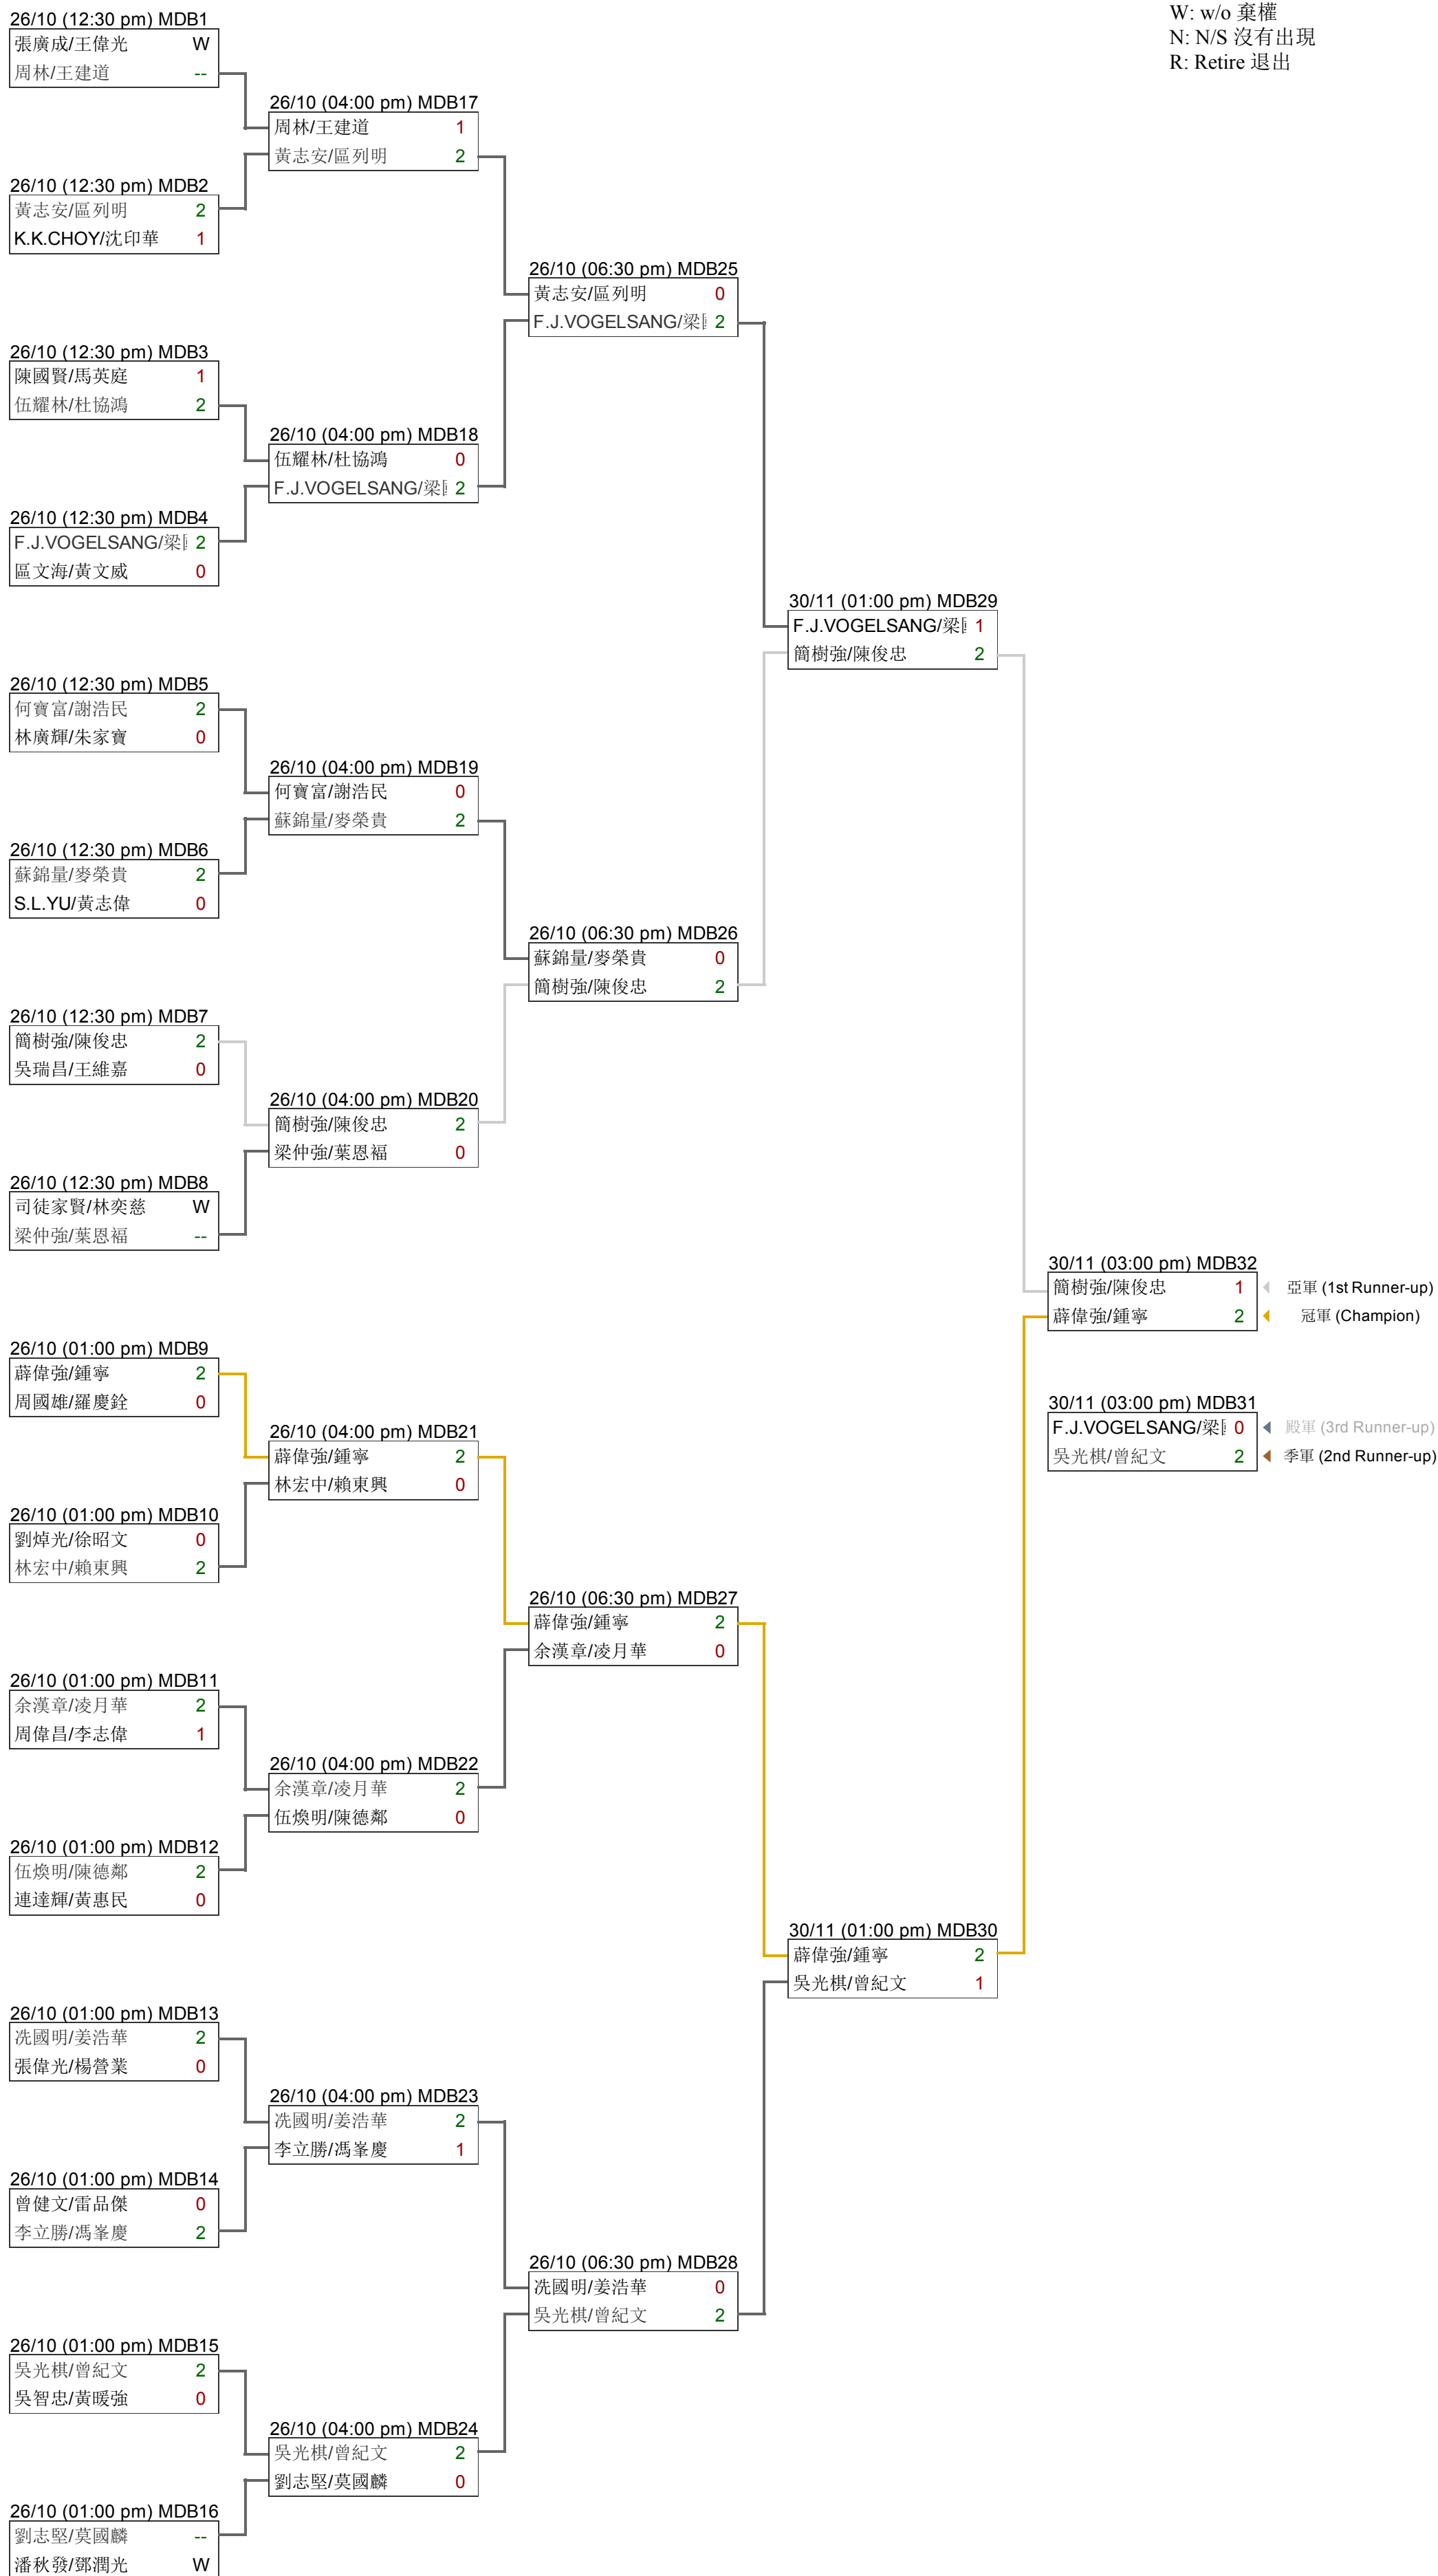 W: w/o 棄權
N: N/S 沒有出現
R: Retire 退出
26/10 (12:30 pm) MDB1
張廣成/王偉光 W
周林/王建道 --
26/10 (04:00 pm) MDB17
周林/王建道 1
黃志安/區列明 2
26/10 (12:30 pm) MDB2
黃志安/區列明 2
K.K.CHOY/沈印華 1
26/10 (06:30 pm) MDB25
黃志安/區列明 0
F.J.VOGELSANG/梁 2
26/10 (12:30 pm) MDB3
陳國賢/馬英庭 1
伍耀林/杜協鴻 2
26/10 (04:00 pm) MDB18
伍耀林/杜協鴻 0
F.J.VOGELSANG/梁 2
26/10 (12:30 pm) MDB4
F.J.VOGELSANG/梁 2
區文海/黃文威 0
30/11 (01:00 pm) MDB29
F.J.VOGELSANG/梁 1
簡樹強/陳俊忠 2
26/10 (12:30 pm) MDB5
何寶富/謝浩民 2
林廣輝/朱家寶 0
26/10 (04:00 pm) MDB19
何寶富/謝浩民 0
蘇錦量/麥榮貴 2
26/10 (12:30 pm) MDB6
蘇錦量/麥榮貴 2
S.L.YU/黃志偉 0
26/10 (06:30 pm) MDB26
蘇錦量/麥榮貴 0
簡樹強/陳俊忠 2
26/10 (12:30 pm) MDB7
簡樹強/陳俊忠 2
吳瑞昌/王維嘉 0
26/10 (04:00 pm) MDB20
簡樹強/陳俊忠 2
梁仲強/葉恩福 0
26/10 (12:30 pm) MDB8
司徒家賢/林奕慈 W
梁仲強/葉恩福 --
30/11 (03:00 pm) MDB32
簡樹強/陳俊忠 1 亞軍 (1st Runner-up)
薜偉強/鍾寧 2 冠軍 (Champion)
26/10 (01:00 pm) MDB9
薜偉強/鍾寧 2
周國雄/羅慶銓 0
30/11 (03:00 pm) MDB31
F.J.VOGELSANG/梁 0 殿軍 (3rd Runner-up)
吳光棋/曾紀文 2 季軍 (2nd Runner-up)
26/10 (04:00 pm) MDB21
薜偉強/鍾寧 2
林宏中/賴東興 0
26/10 (01:00 pm) MDB10
劉焯光/徐昭文 0
林宏中/賴東興 2
26/10 (06:30 pm) MDB27
薜偉強/鍾寧 2
余漢章/凌月華 0
26/10 (01:00 pm) MDB11
余漢章/凌月華 2
周偉昌/李志偉 1
26/10 (04:00 pm) MDB22
余漢章/凌月華 2
伍煥明/陳德鄰 0
26/10 (01:00 pm) MDB12
伍煥明/陳德鄰 2
連達輝/黃惠民 0
30/11 (01:00 pm) MDB30
薜偉強/鍾寧 2
吳光棋/曾紀文 1
26/10 (01:00 pm) MDB13
冼國明/姜浩華 2
張偉光/楊營業 0
26/10 (04:00 pm) MDB23
冼國明/姜浩華 2
李立勝/馮峯慶 1
26/10 (01:00 pm) MDB14
曾健文/雷品傑 0
李立勝/馮峯慶 2
26/10 (06:30 pm) MDB28
冼國明/姜浩華 0
吳光棋/曾紀文 2
26/10 (01:00 pm) MDB15
吳光棋/曾紀文 2
吳智忠/黃暖強 0
26/10 (04:00 pm) MDB24
吳光棋/曾紀文 2
劉志堅/莫國麟 0
26/10 (01:00 pm) MDB16
劉志堅/莫國麟 --
潘秋發/鄧潤光 W